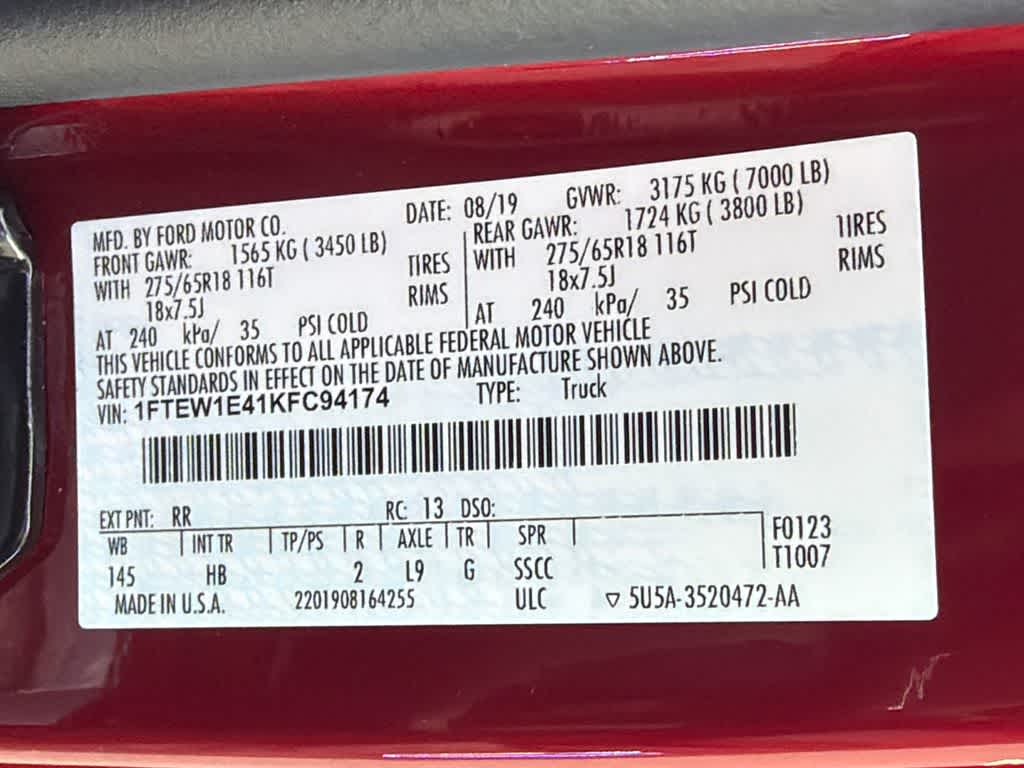 MFD. BY FORD MOTOR CO. DATE: 08/19 GVWR: 3175 KG ( 7000 LB)
FRONT GAWR: 1565 KG ( 3450 LB) REAR GAWR: 1724 KG ( 3800 LB)
WITH 275/65R18 116T TIRES WITH 275/65R18 116T TIRES
18x7.5J RIMS 18x7.5J RIMS
AT 240 kPa/ 35 PSI COLD AT 240 kPa/ 35 PSI COLD
THIS VEHICLE CONFORMS TO ALL APPLICABLE FEDERAL MOTOR VEHICLE
SAFETY STANDARDS IN EFFECT ON THE DATE OF MANUFACTURE SHOWN ABOVE.
VIN: 1FTEW1E41KFC94174 TYPE: Truck
EXT PNT: RR RC: 13 DSO:
WB INT TR TP/PS R AXLE TR SPR F0123
145 HB 2 L9 G SSCC T1007
MADE IN U.S.A. 2201908164255 ULC ▽ 5U5A-3520472-AA